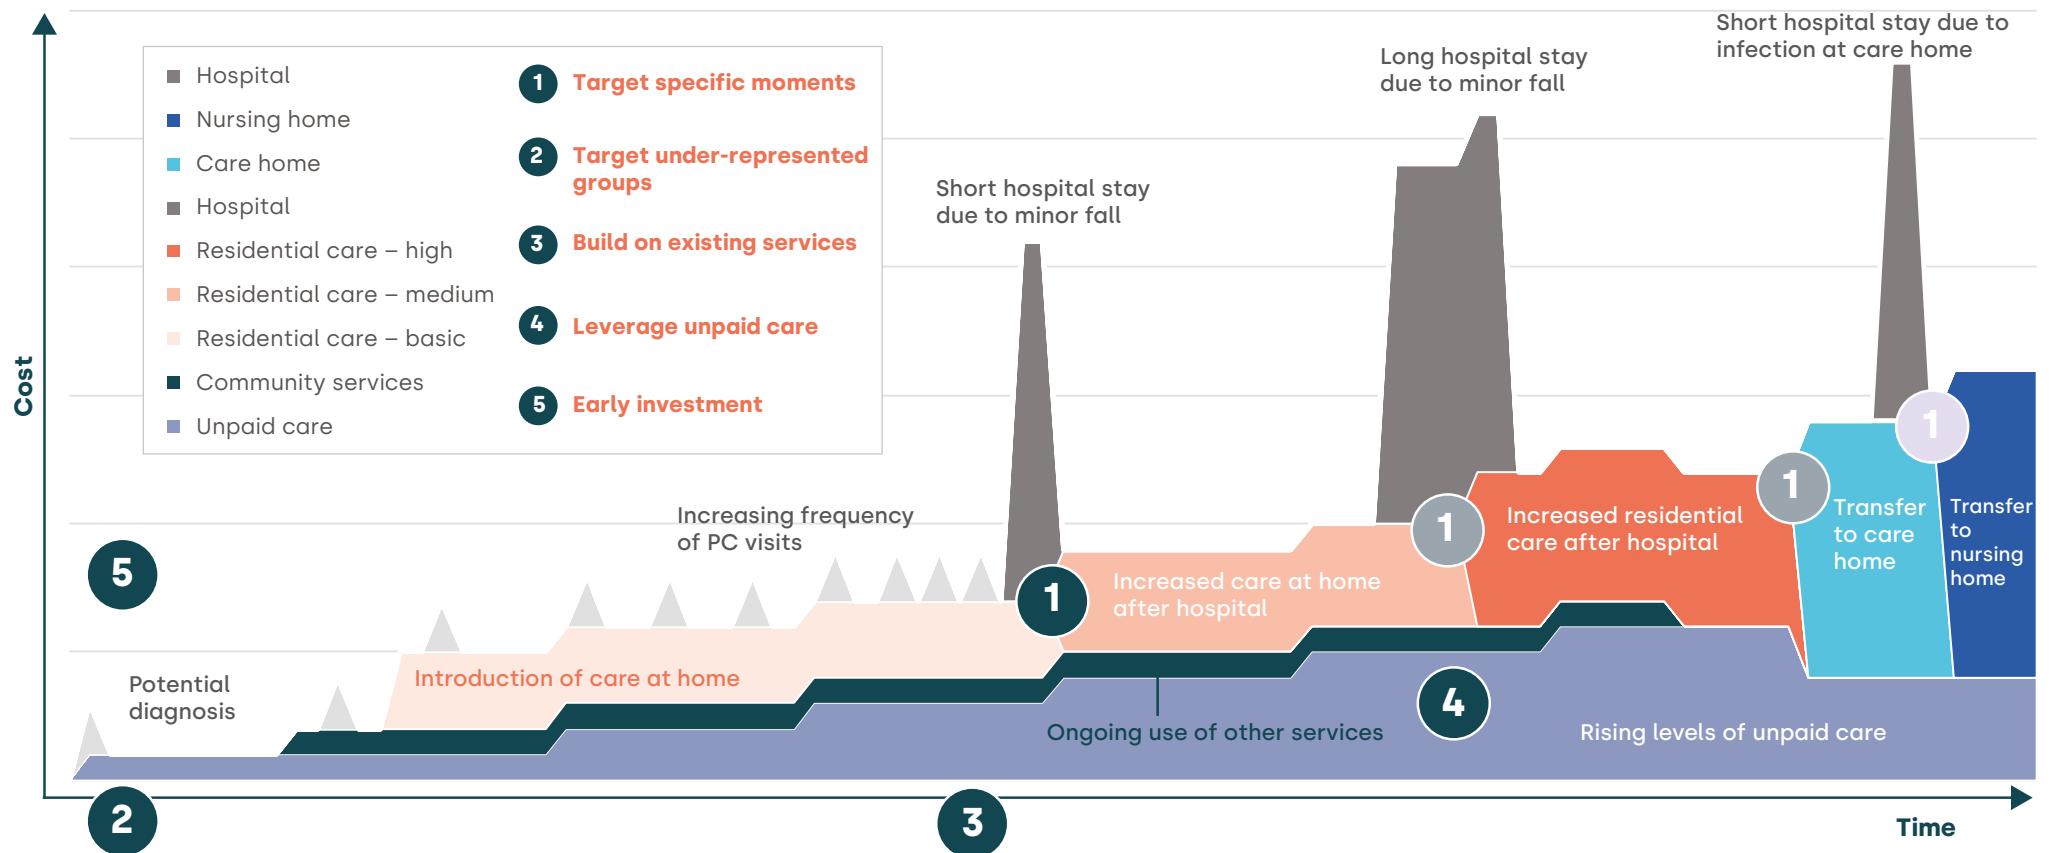 Short hospital stay due to
infection at care home
Long hospital stay
due to minor fall
Hospital
Nursing home
Care home
Hospital
Residential care – high
Residential care – medium
Residential care – basic
Community services
Unpaid care
1
Target specific moments
2
Target under-represented
groups
3
Build on existing services
4
Leverage unpaid care
5
Early investment
Short hospital stay
due to minor fall
Cost
Increasing frequency
of PC visits
5
Potential
diagnosis
Introduction of care at home
1
Increased care at home
after hospital
1
Increased residential
care after hospital
1
Transfer
to care
home
1
Transfer
to
nursing
home
Ongoing use of other services
4
Rising levels of unpaid care
2
3
Time